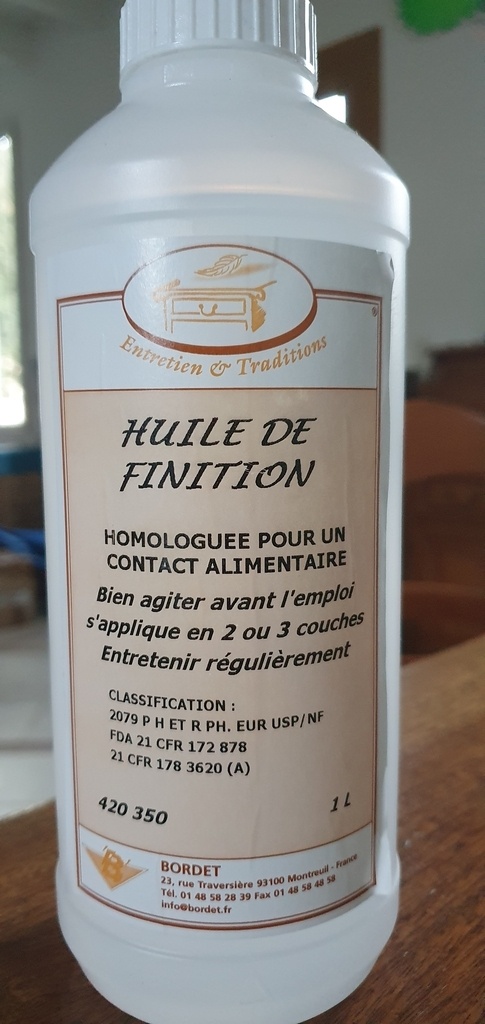 Entretien & Traditions
®
HUILE DE
FINITION
HOMOLOGUEE POUR UN
CONTACT ALIMENTAIRE
Bien agiter avant l'emploi
s'applique en 2 ou 3 couches
Entretenir régulièrement
CLASSIFICATION :
2079 P H ET R PH. EUR USP/NF
FDA 21 CFR 172 878
21 CFR 178 3620 (A)
420 350
1 L
B
BORDET
23, rue Traversière 93100 Montreuil - France
Tél. 01 48 58 28 39 Fax 01 48 58 48 58
info@bordet.fr